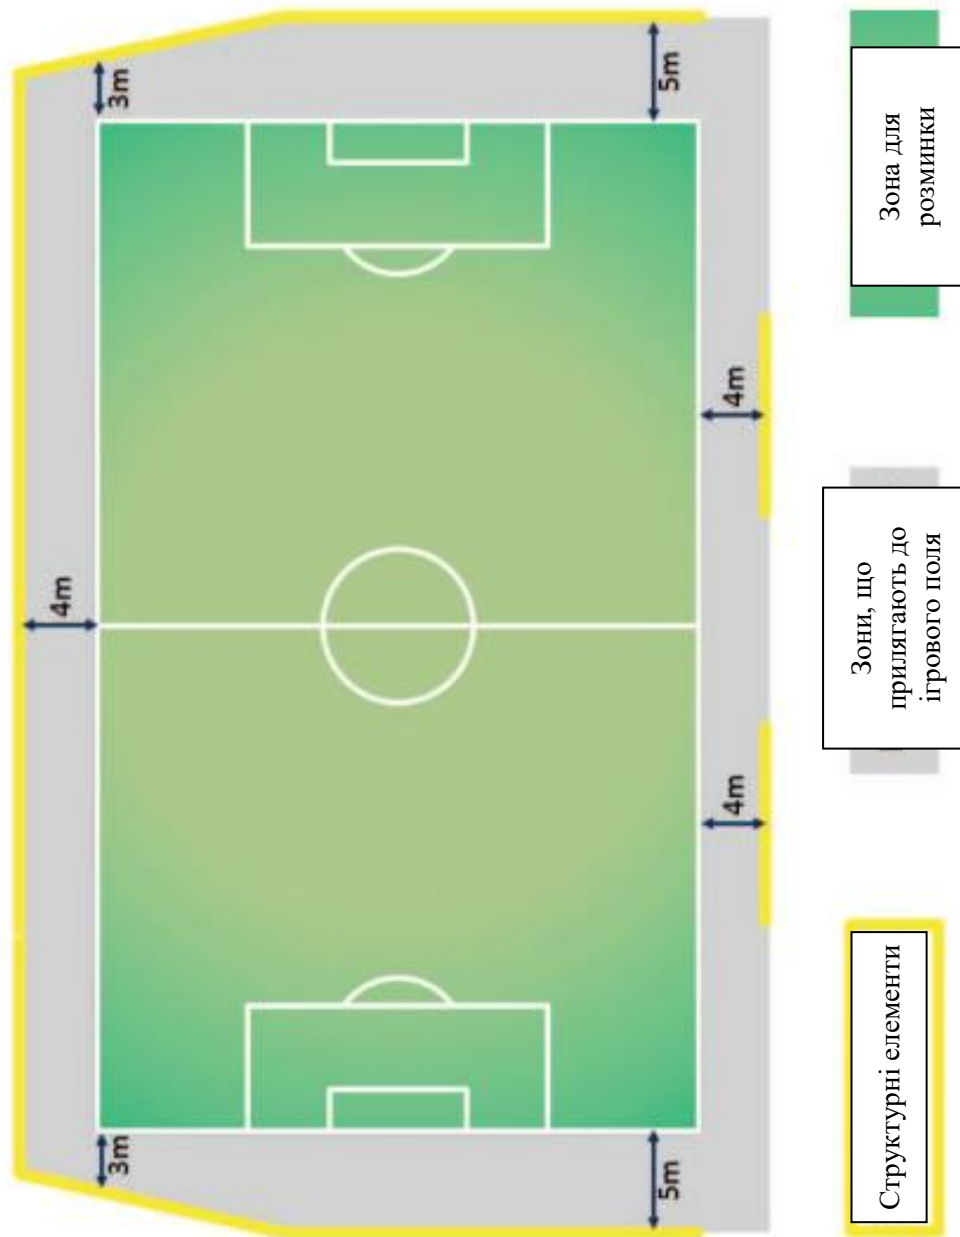 3m
5m
4m
4m
4m
3m
5m
Зона для
розминки
Зони, що
прилягають до
ігрового поля
Структурні елементи